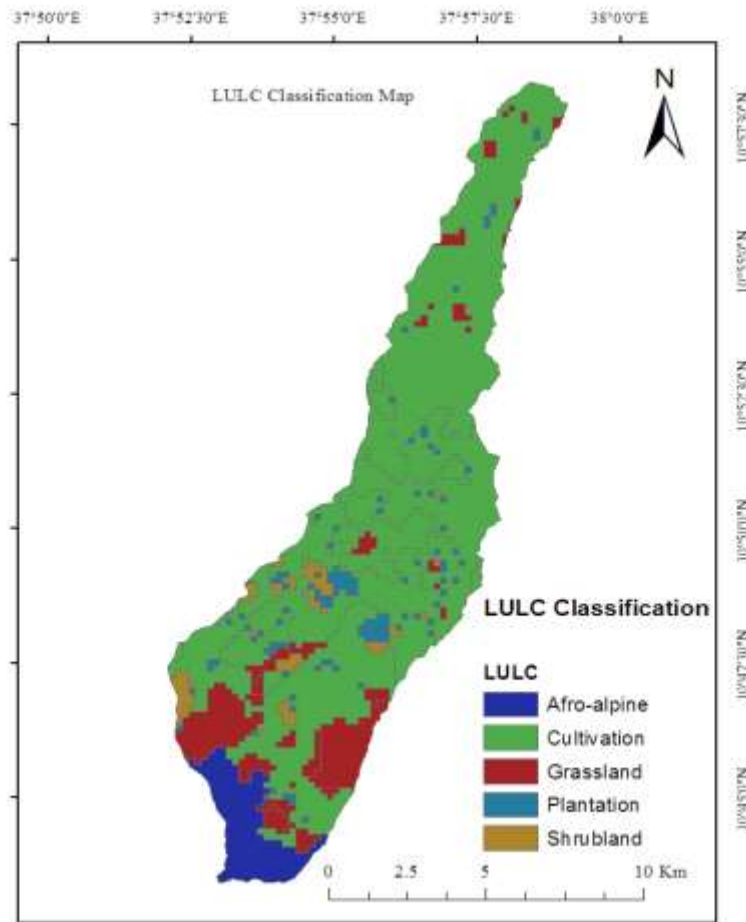 37°50'0"E 37°52'30"E 37°55'0"E 37°57'30"E 38°0'0"E
LULC Classification Map
N
LULC Classification
LULC
Afro-alpine
Cultivation
Grassland
Plantation
Shrubland
0 2.5 5 10 Km